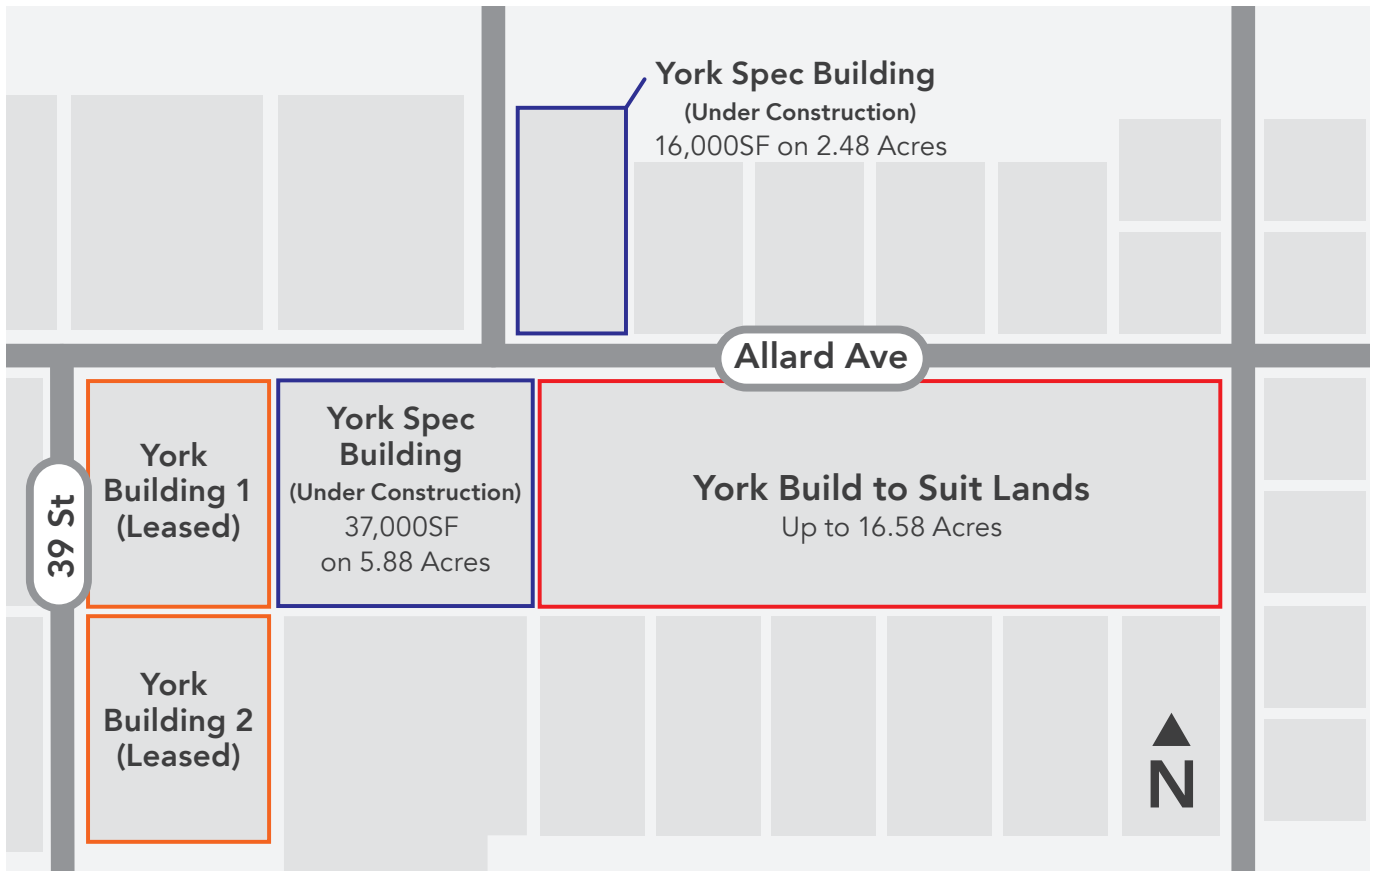 York Spec Building
(Under Construction)
16,000SF on 2.48 Acres
Allard Ave
39 St
York
Building 1
(Leased)
York Spec
Building
(Under Construction)
37,000SF
on 5.88 Acres
York Build to Suit Lands
Up to 16.58 Acres
York
Building 2
(Leased)
N